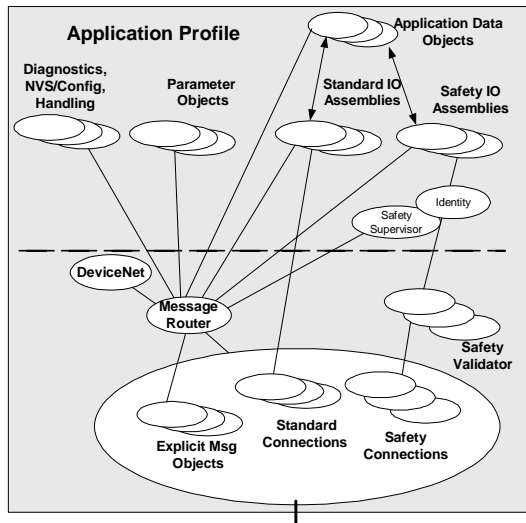 Application Profile
Application Data
Objects
Diagnostics,
NVS/Config,
Handling
Parameter
Objects
Standard IO
Assemblies
Safety IO
Assemblies
Identity
Safety
Supervisor
DeviceNet
Message
Router
Safety
Validator
Explicit Msg
Objects
Standard
Connections
Safety
Connections